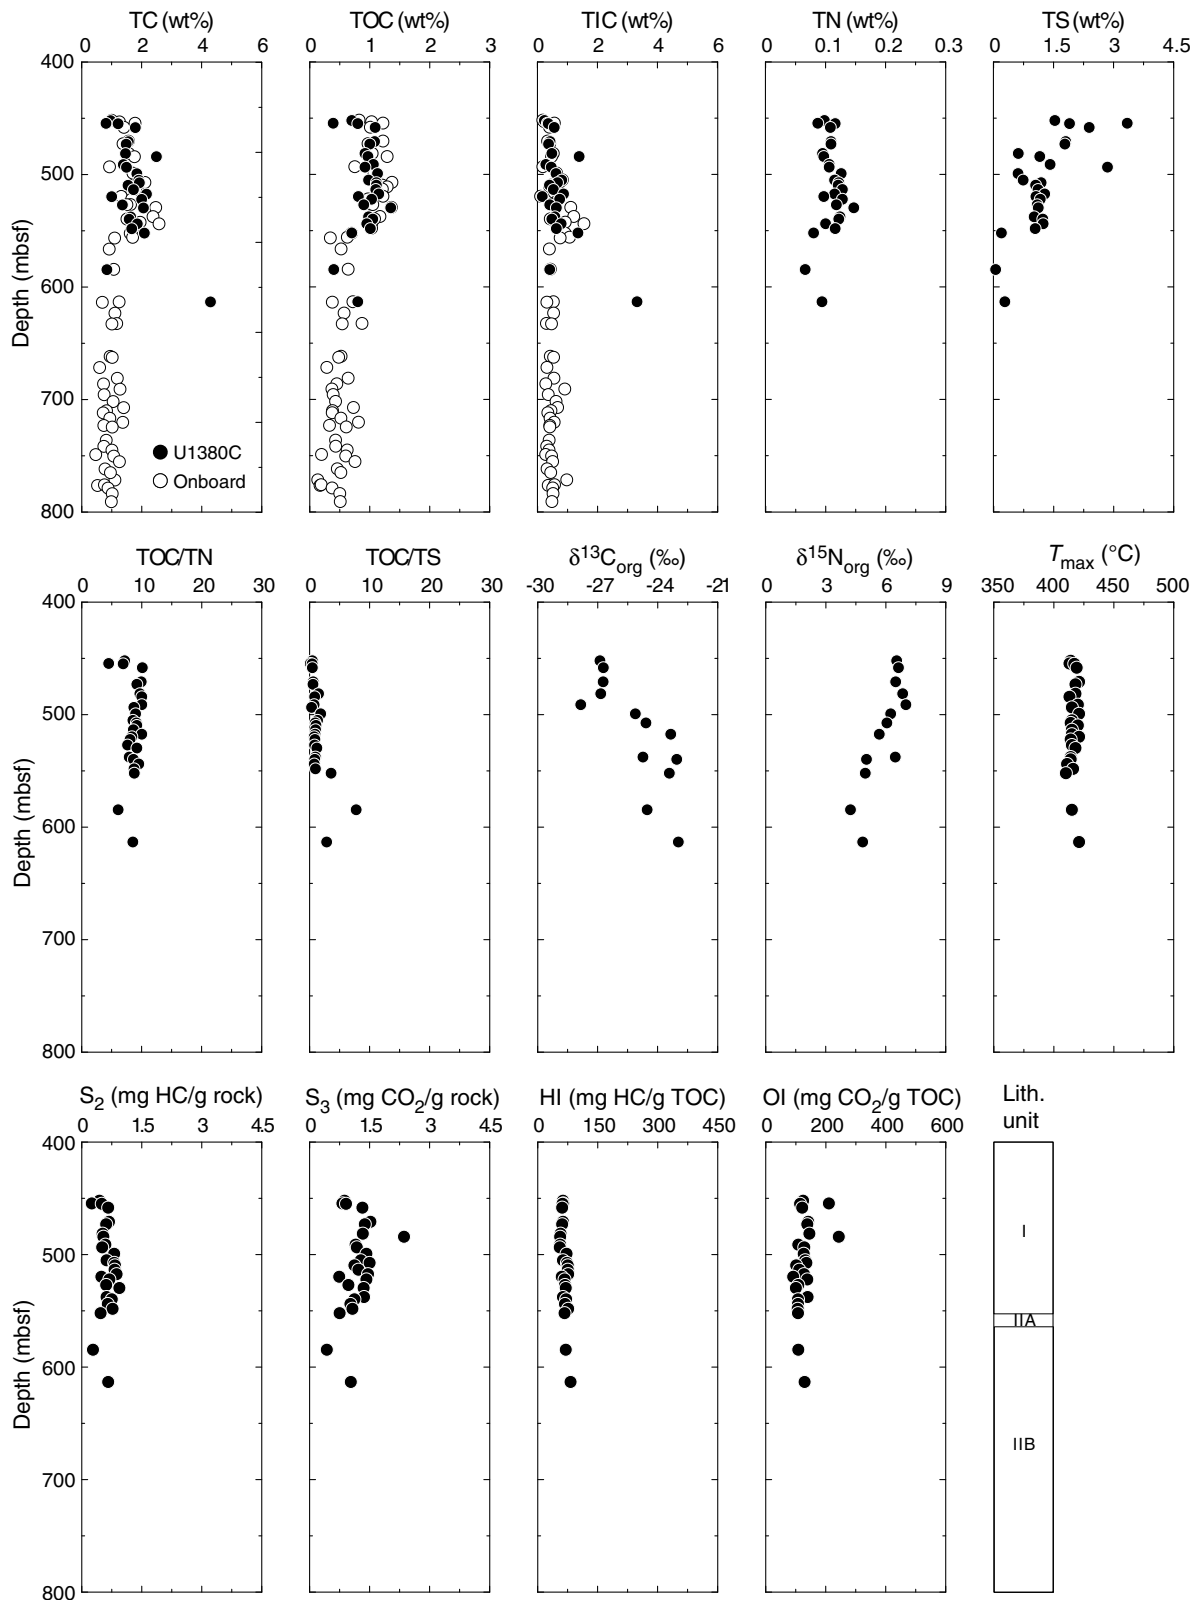 TC (wt%) TOC (wt%) TIC (wt%) TN (wt%) TS (wt%)
0 2 4 6 0 1 2 3 0 2 4 6 0 0.1 0.2 0.3 0 1.5 3 4.5
400
500
600
700
800
Depth (mbsf)
U1380C
Onboard
TOC/TN TOC/TS δ¹³Corg (‰) δ¹⁵Norg (‰) Tmax (°C)
0 10 20 30 0 10 20 30 -30 -27 -24 -21 0 3 6 9 350 400 450 500
400
500
600
700
800
Depth (mbsf)
S₂ (mg HC/g rock) S₃ (mg CO₂/g rock) HI (mg HC/g TOC) OI (mg CO₂/g TOC) Lith.
unit
0 1.5 3 4.5 0 1.5 3 4.5 0 150 300 450 0 200 400 600
400
500
600
700
800
Depth (mbsf)
I
IIA
IIB